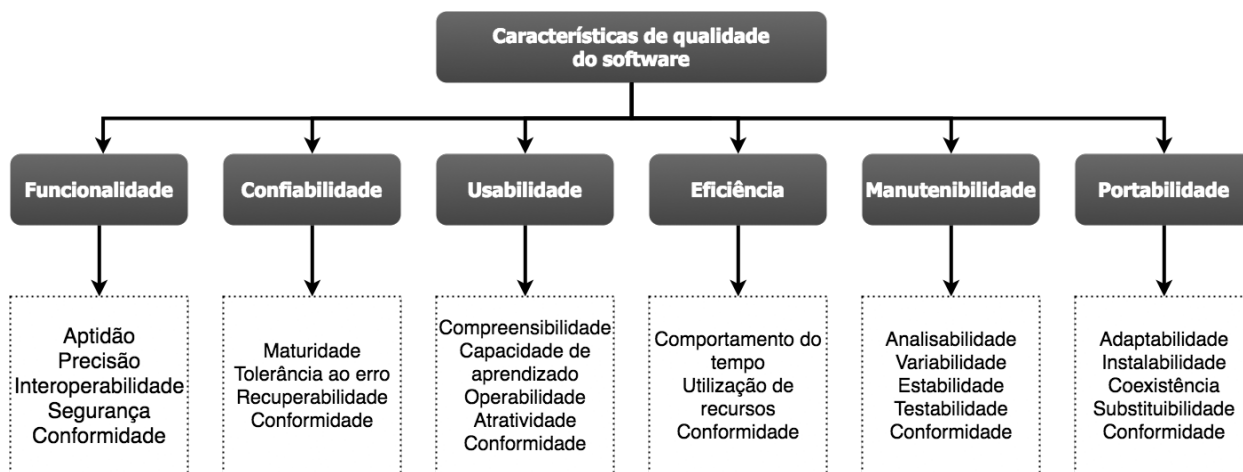 Características de qualidade
do software
Funcionalidade
Confiabilidade
Usabilidade
Eficiência
Manutenibilidade
Portabilidade
Aptidão
Precisão
Interoperabilidade
Segurança
Conformidade
Maturidade
Tolerância ao erro
Recuperabilidade
Conformidade
Compreensibilidade
Capacidade de
aprendizado
Operabilidade
Atratividade
Conformidade
Comportamento do
tempo
Utilização de
recursos
Conformidade
Analisabilidade
Variabilidade
Estabilidade
Testabilidade
Conformidade
Adaptabilidade
Instalabilidade
Coexistência
Substituibilidade
Conformidade